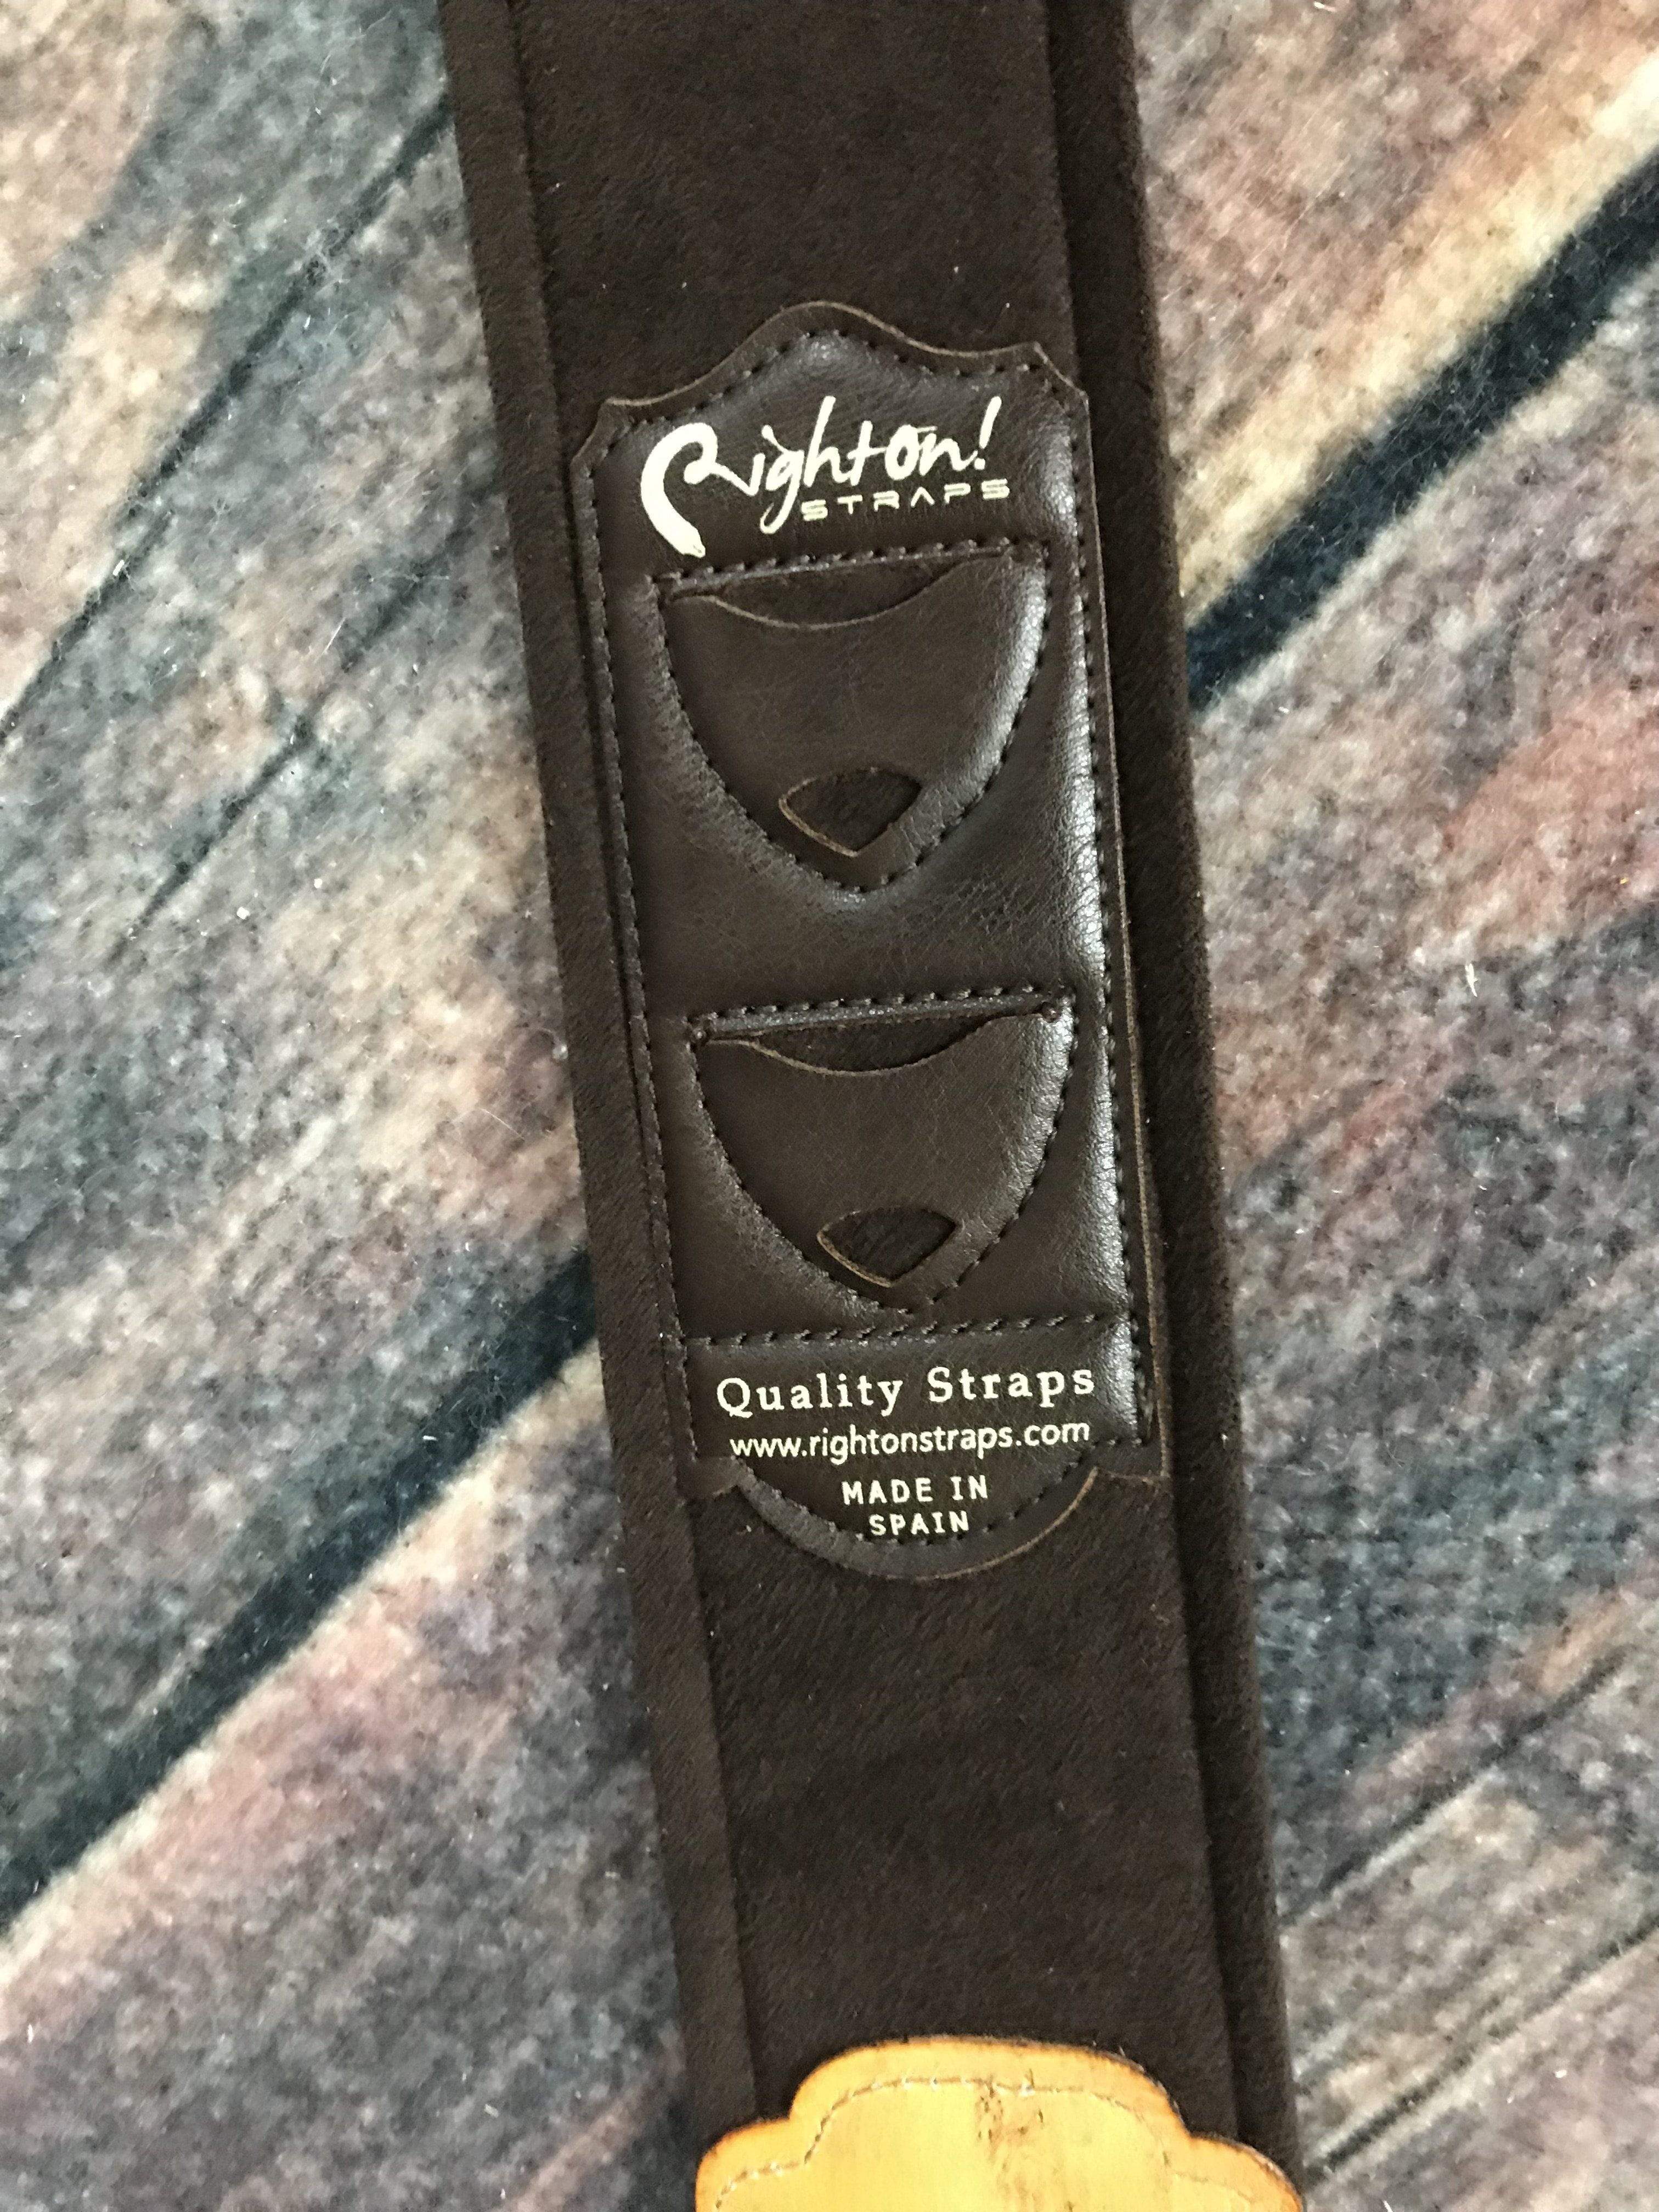 Righton!
STRAPS
Quality Straps
www.rightonstraps.com
MADE IN
SPAIN